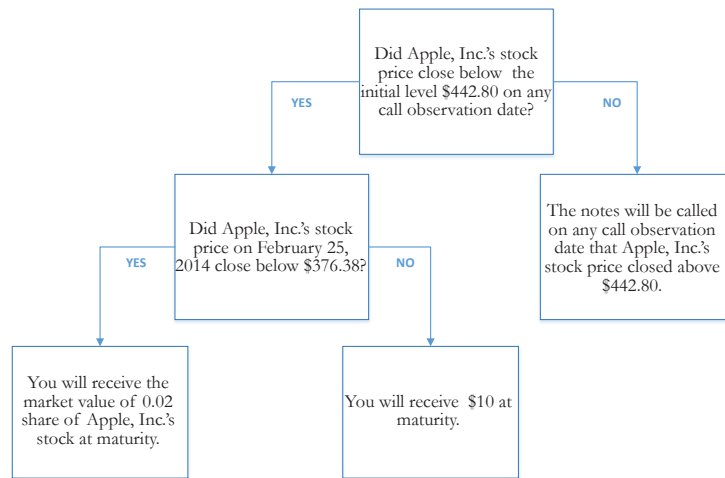 Did Apple, Inc.'s stock
price close below the
initial level $442.80 on any
call observation date?
YES
NO
Did Apple, Inc.'s stock
price on February 25,
2014 close below $376.38?
The notes will be called
on any call observation
date that Apple, Inc.'s
stock price closed above
$442.80.
YES
NO
You will receive the
market value of 0.02
share of Apple, Inc.'s
stock at maturity.
You will receive $10 at
maturity.